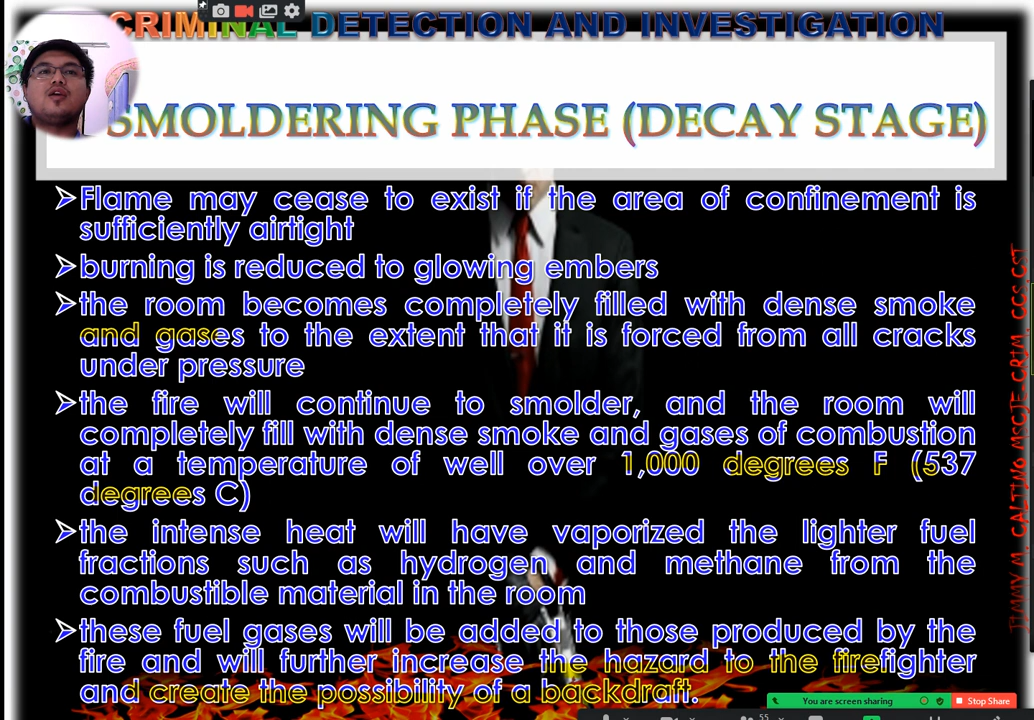 CRIMINAL DETECTION AND INVESTIGATION
SMOLDERING PHASE (DECAY STAGE)
➢Flame may cease to exist if the area of confinement is
sufficiently airtight
➢burning is reduced to glowing embers
➢the room becomes completely filled with dense smoke
and gases to the extent that it is forced from all cracks
under pressure
➢the fire will continue to smolder, and the room will
completely fill with dense smoke and gases of combustion
at a temperature of well over 1,000 degrees F (537
degrees C)
➢the intense heat will have vaporized the lighter fuel
fractions such as hydrogen and methane from the
combustible material in the room
➢these fuel gases will be added to those produced by the
fire and will further increase the hazard to the firefighter
and create the possibility of a backdraft.
JIMMY M. CALTING MSCJE CRIM CCS CST
55
You are screen sharing
Stop Share